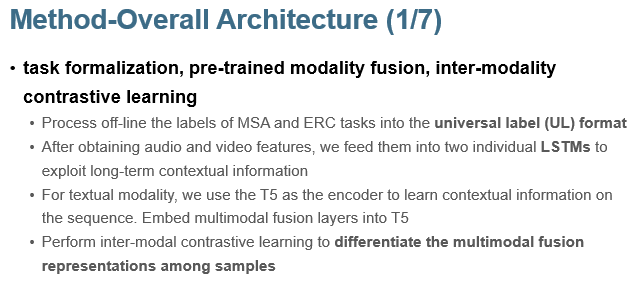 Method-Overall Architecture (1/7)
• task formalization, pre-trained modality fusion, inter-modality
contrastive learning
• Process off-line the labels of MSA and ERC tasks into the universal label (UL) format
• After obtaining audio and video features, we feed them into two individual LSTMs to
exploit long-term contextual information
• For textual modality, we use the T5 as the encoder to learn contextual information on
the sequence. Embed multimodal fusion layers into T5
• Perform inter-modal contrastive learning to differentiate the multimodal fusion
representations among samples